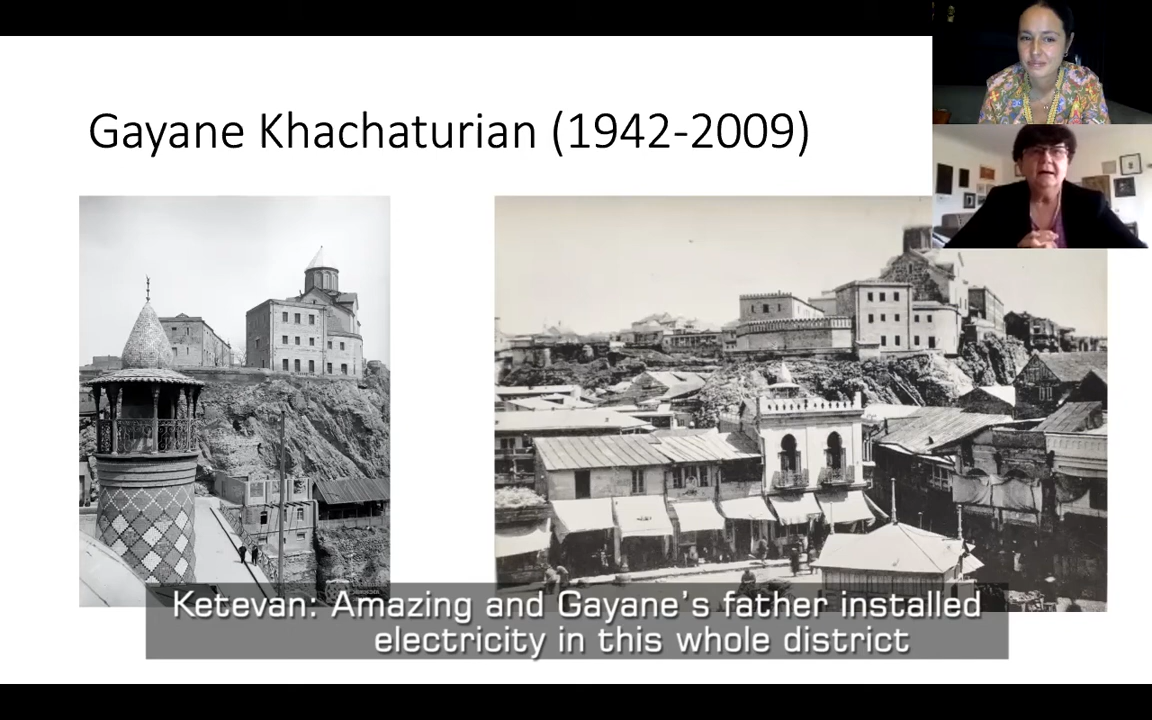 Gayane Khachaturian (1942-2009)
Ketevan: Amazing and Gayane's father installed
electricity in this whole district